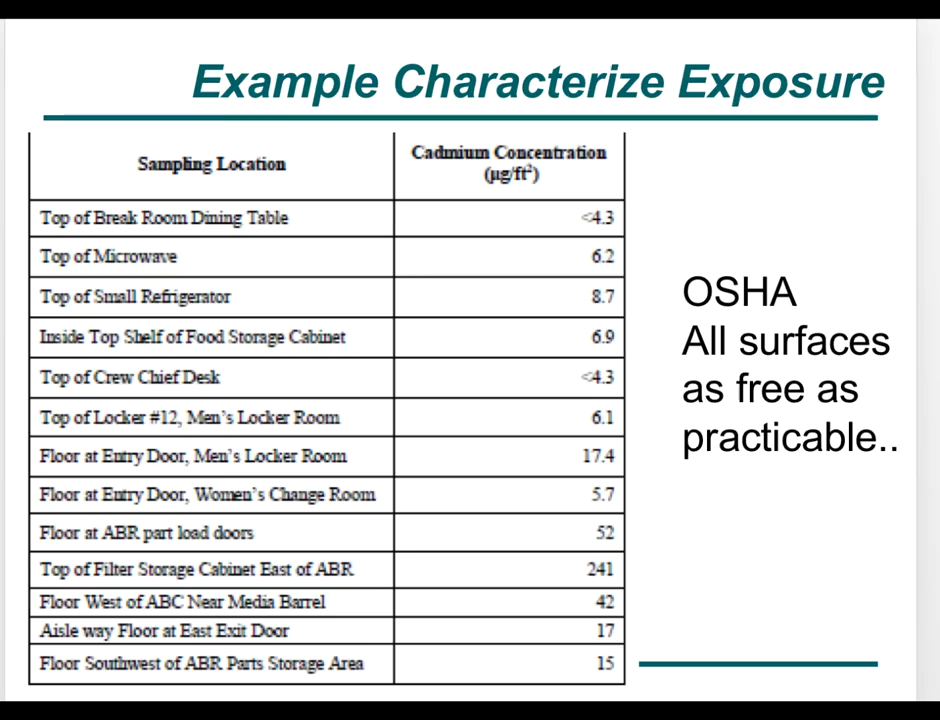 Example Characterize Exposure
Sampling Location
Cadmium Concentration
(µg/ft²)
Top of Break Room Dining Table <4.3
Top of Microwave 6.2
Top of Small Refrigerator 8.7
Inside Top Shelf of Food Storage Cabinet 6.9
Top of Crew Chief Desk <4.3
Top of Locker #12, Men's Locker Room 6.1
Floor at Entry Door, Men's Locker Room 17.4
Floor at Entry Door, Women's Change Room 5.7
Floor at ABR part load doors 52
Top of Filter Storage Cabinet East of ABR 241
Floor West of ABC Near Media Barrel 42
Aisle way Floor at East Exit Door 17
Floor Southwest of ABR Parts Storage Area 15
OSHA
All surfaces
as free as
practicable..